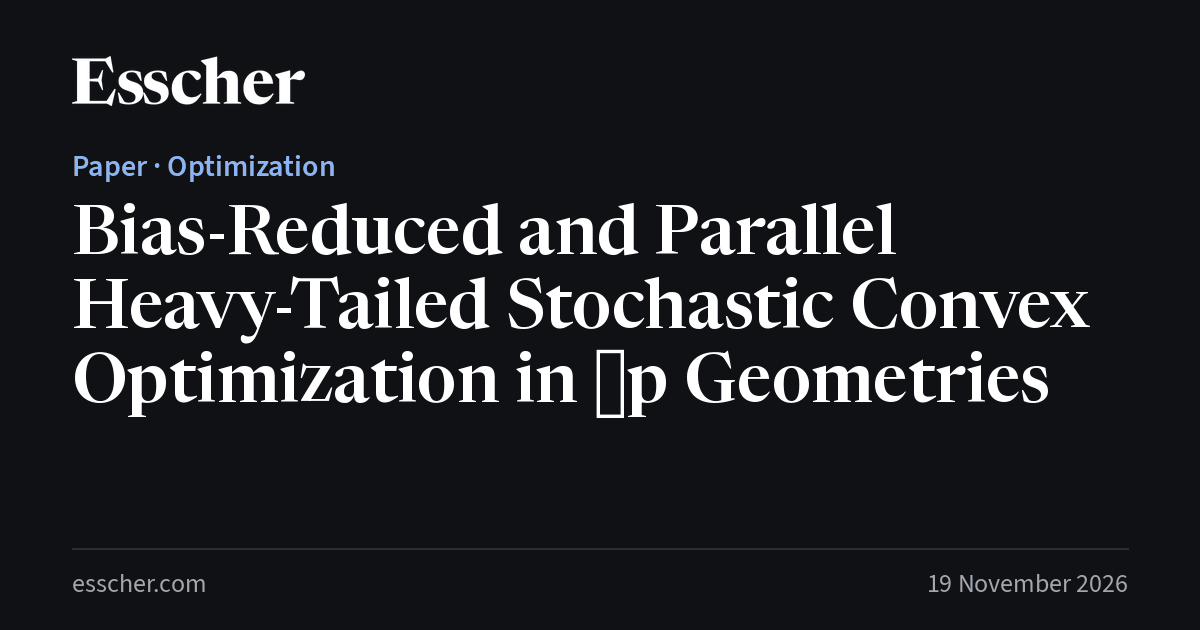 Esscher
Paper · Optimization
Bias-Reduced and Parallel
Heavy-Tailed Stochastic Convex
Optimization in ▯p Geometries
esscher.com
19 November 2026